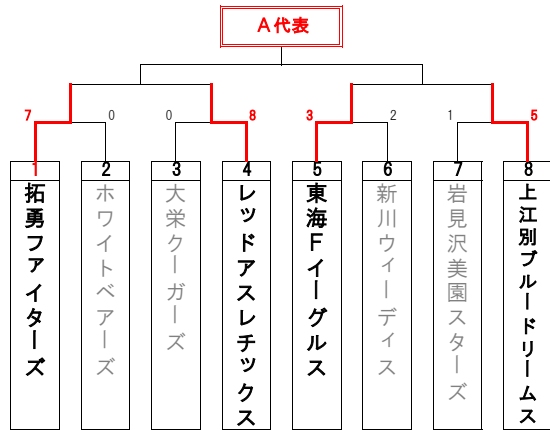 A代表
7 0 0 8 3 2 1 5
1 2 3 4 5 6 7 8
拓勇ファイターズ
ホワイトベアーズ
大栄クーガーズ
レッドアスレチックス
東海Fイーグルス
新川ウィーディス
岩見沢美園スターズ
上江別ブルードリームス